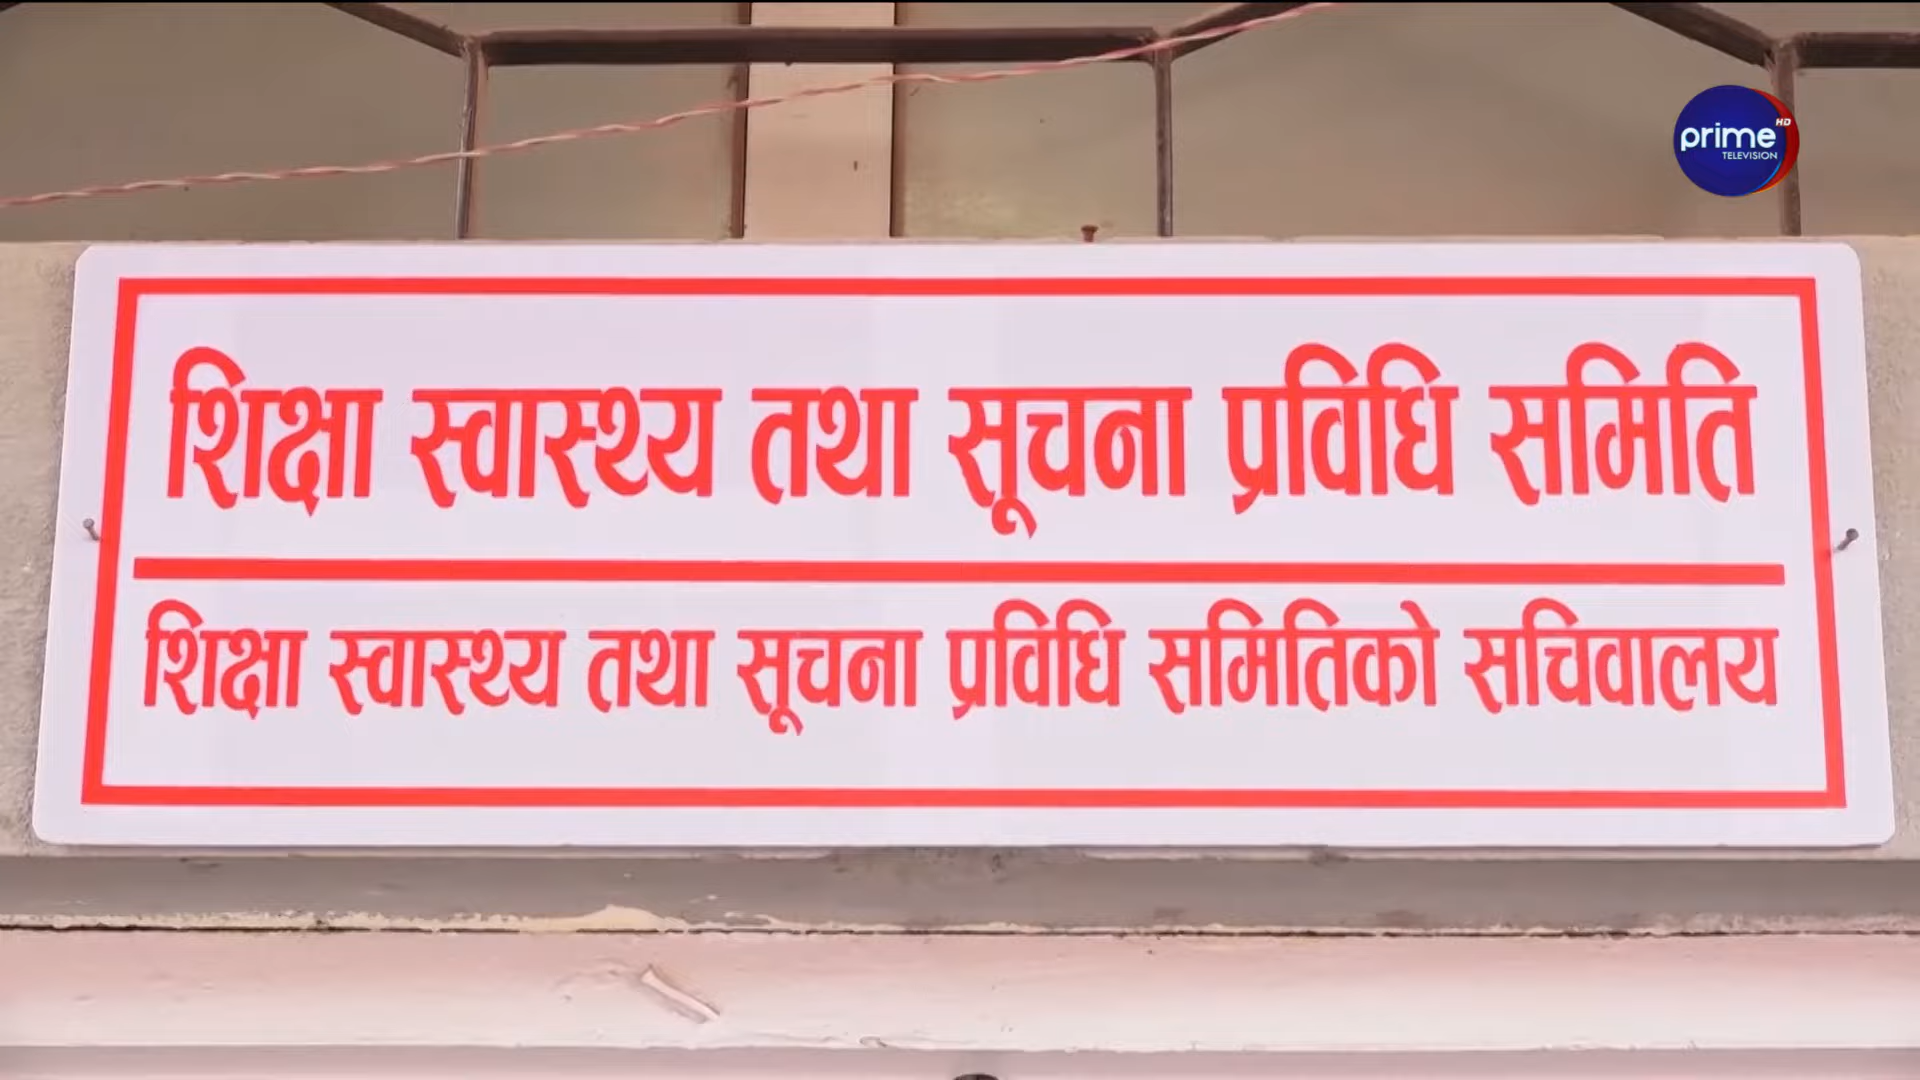 prime HD
TELEVISION
शिक्षा स्वास्थ्य तथा सूचना प्रविधि समिति
शिक्षा स्वास्थ्य तथा सूचना प्रविधि समितिको सचिवालय